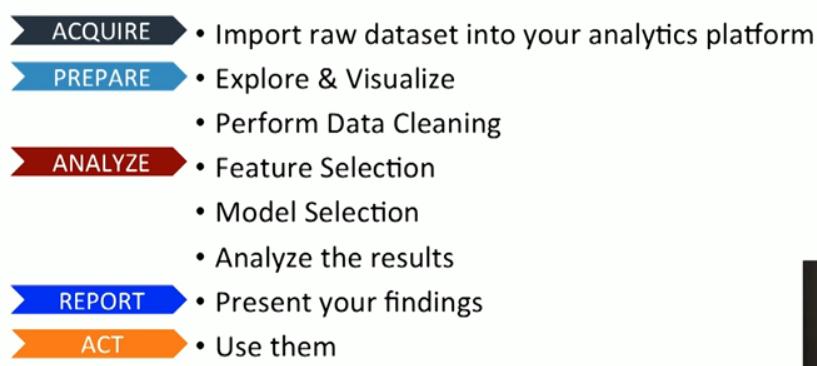 ACQUIRE • Import raw dataset into your analytics platform
PREPARE • Explore & Visualize
• Perform Data Cleaning
ANALYZE • Feature Selection
• Model Selection
• Analyze the results
REPORT • Present your findings
ACT • Use them